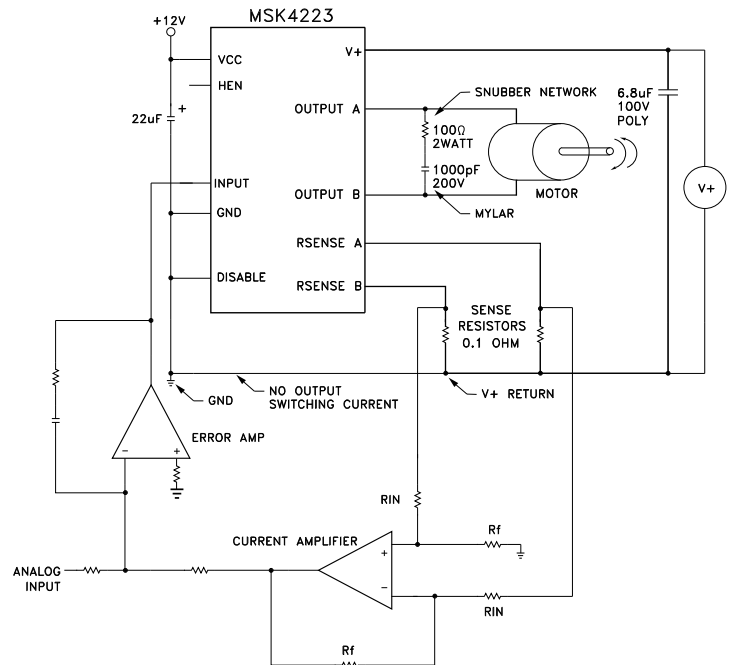 MSK4223
+12V
VCC
V+
HEN
SNUBBER NETWORK
6.8uF
100V
POLY
OUTPUT A
22uF
+
100Ω
2WATT
1000pF
200V
V+
INPUT
OUTPUT B
MOTOR
GND
MYLAR
RSENSE A
DISABLE
RSENSE B
SENSE
RESISTORS
0.1 OHM
GND
NO OUTPUT
SWITCHING CURRENT
V+ RETURN
ERROR AMP
-
+
RIN
CURRENT AMPLIFIER
Rf
+
ANALOG
INPUT
-
RIN
Rf